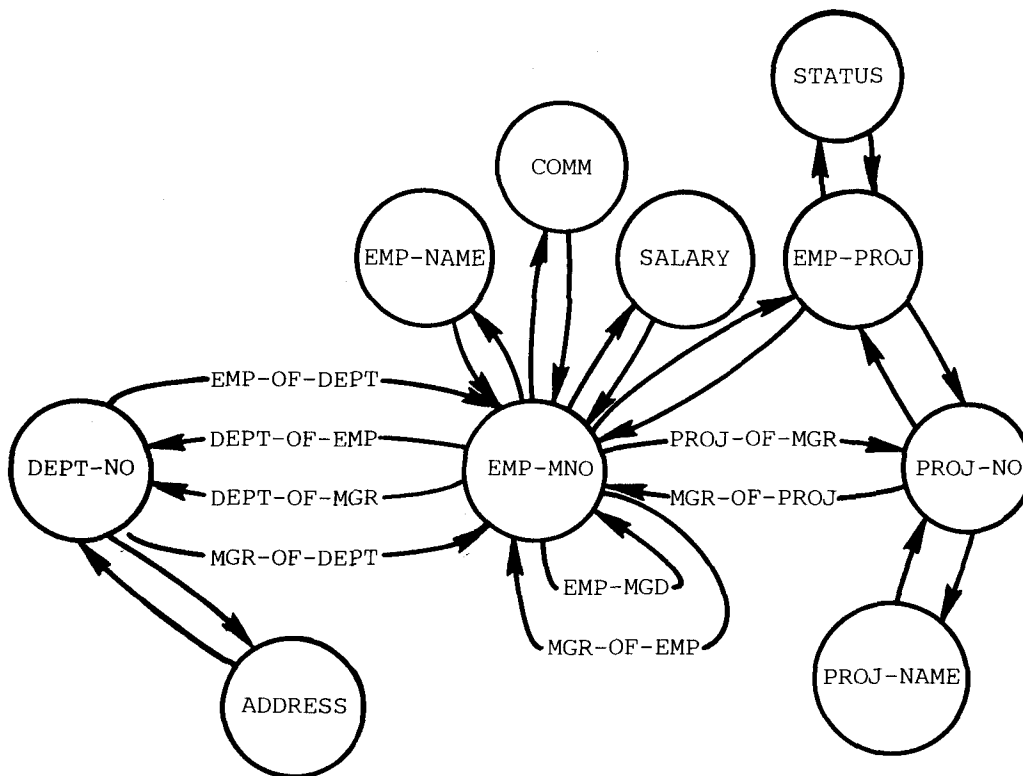 STATUS
COMM
EMP-NAME
SALARY
EMP-PROJ
EMP-OF-DEPT
DEPT-OF-EMP
PROJ-OF-MGR
DEPT-NO
EMP-MNO
PROJ-NO
DEPT-OF-MGR
MGR-OF-PROJ
MGR-OF-DEPT
EMP-MGD
MGR-OF-EMP
PROJ-NAME
ADDRESS